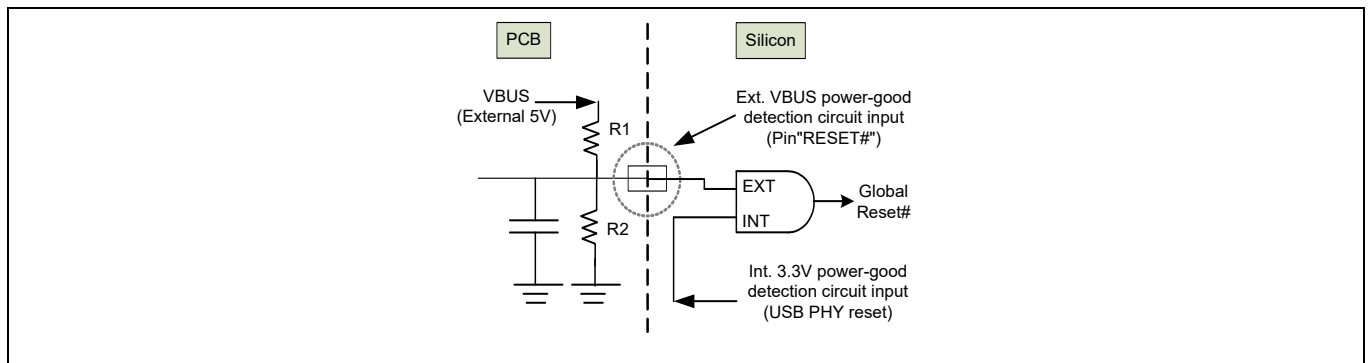 PCB
Silicon
VBUS
(External 5V)
R1
Ext. VBUS power-good
detection circuit input
(Pin"RESET#")
EXT
INT
Global
Reset#
R2
Int. 3.3V power-good
detection circuit input
(USB PHY reset)